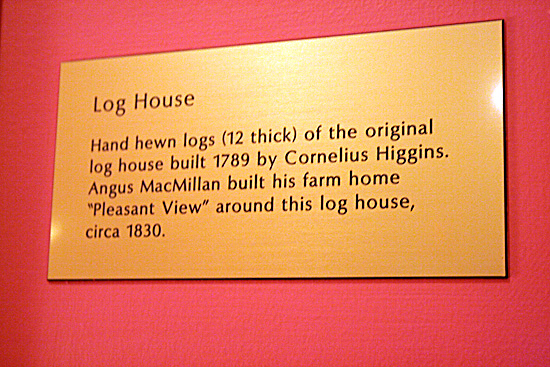 Log House
Hand hewn logs (12 thick) of the original
log house built 1789 by Cornelius Higgins.
Angus MacMillan built his farm home
"Pleasant View" around this log house,
circa 1830.